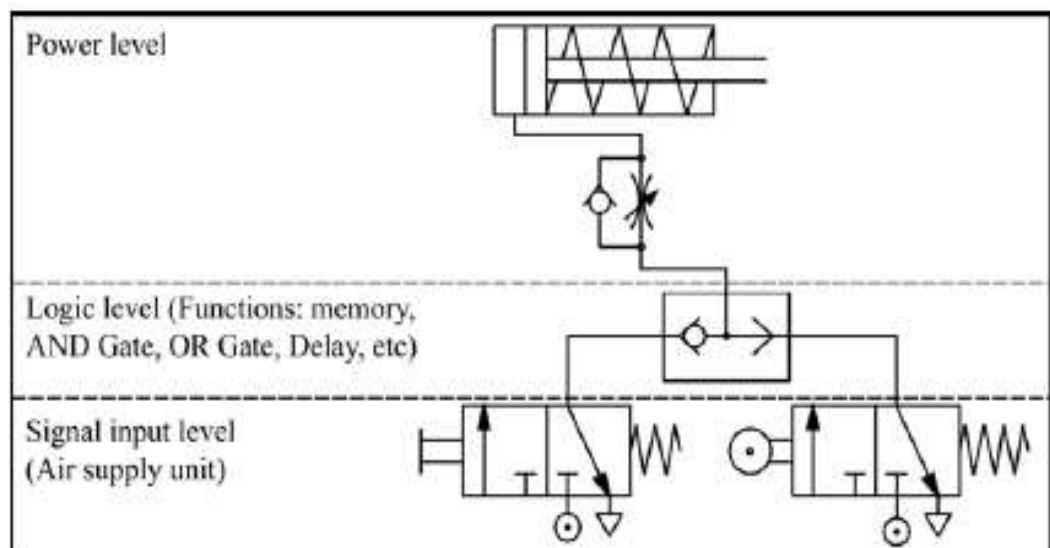 Power level
Logic level (Functions: memory,
AND Gate, OR Gate, Delay, etc)
Signal input level
(Air supply unit)